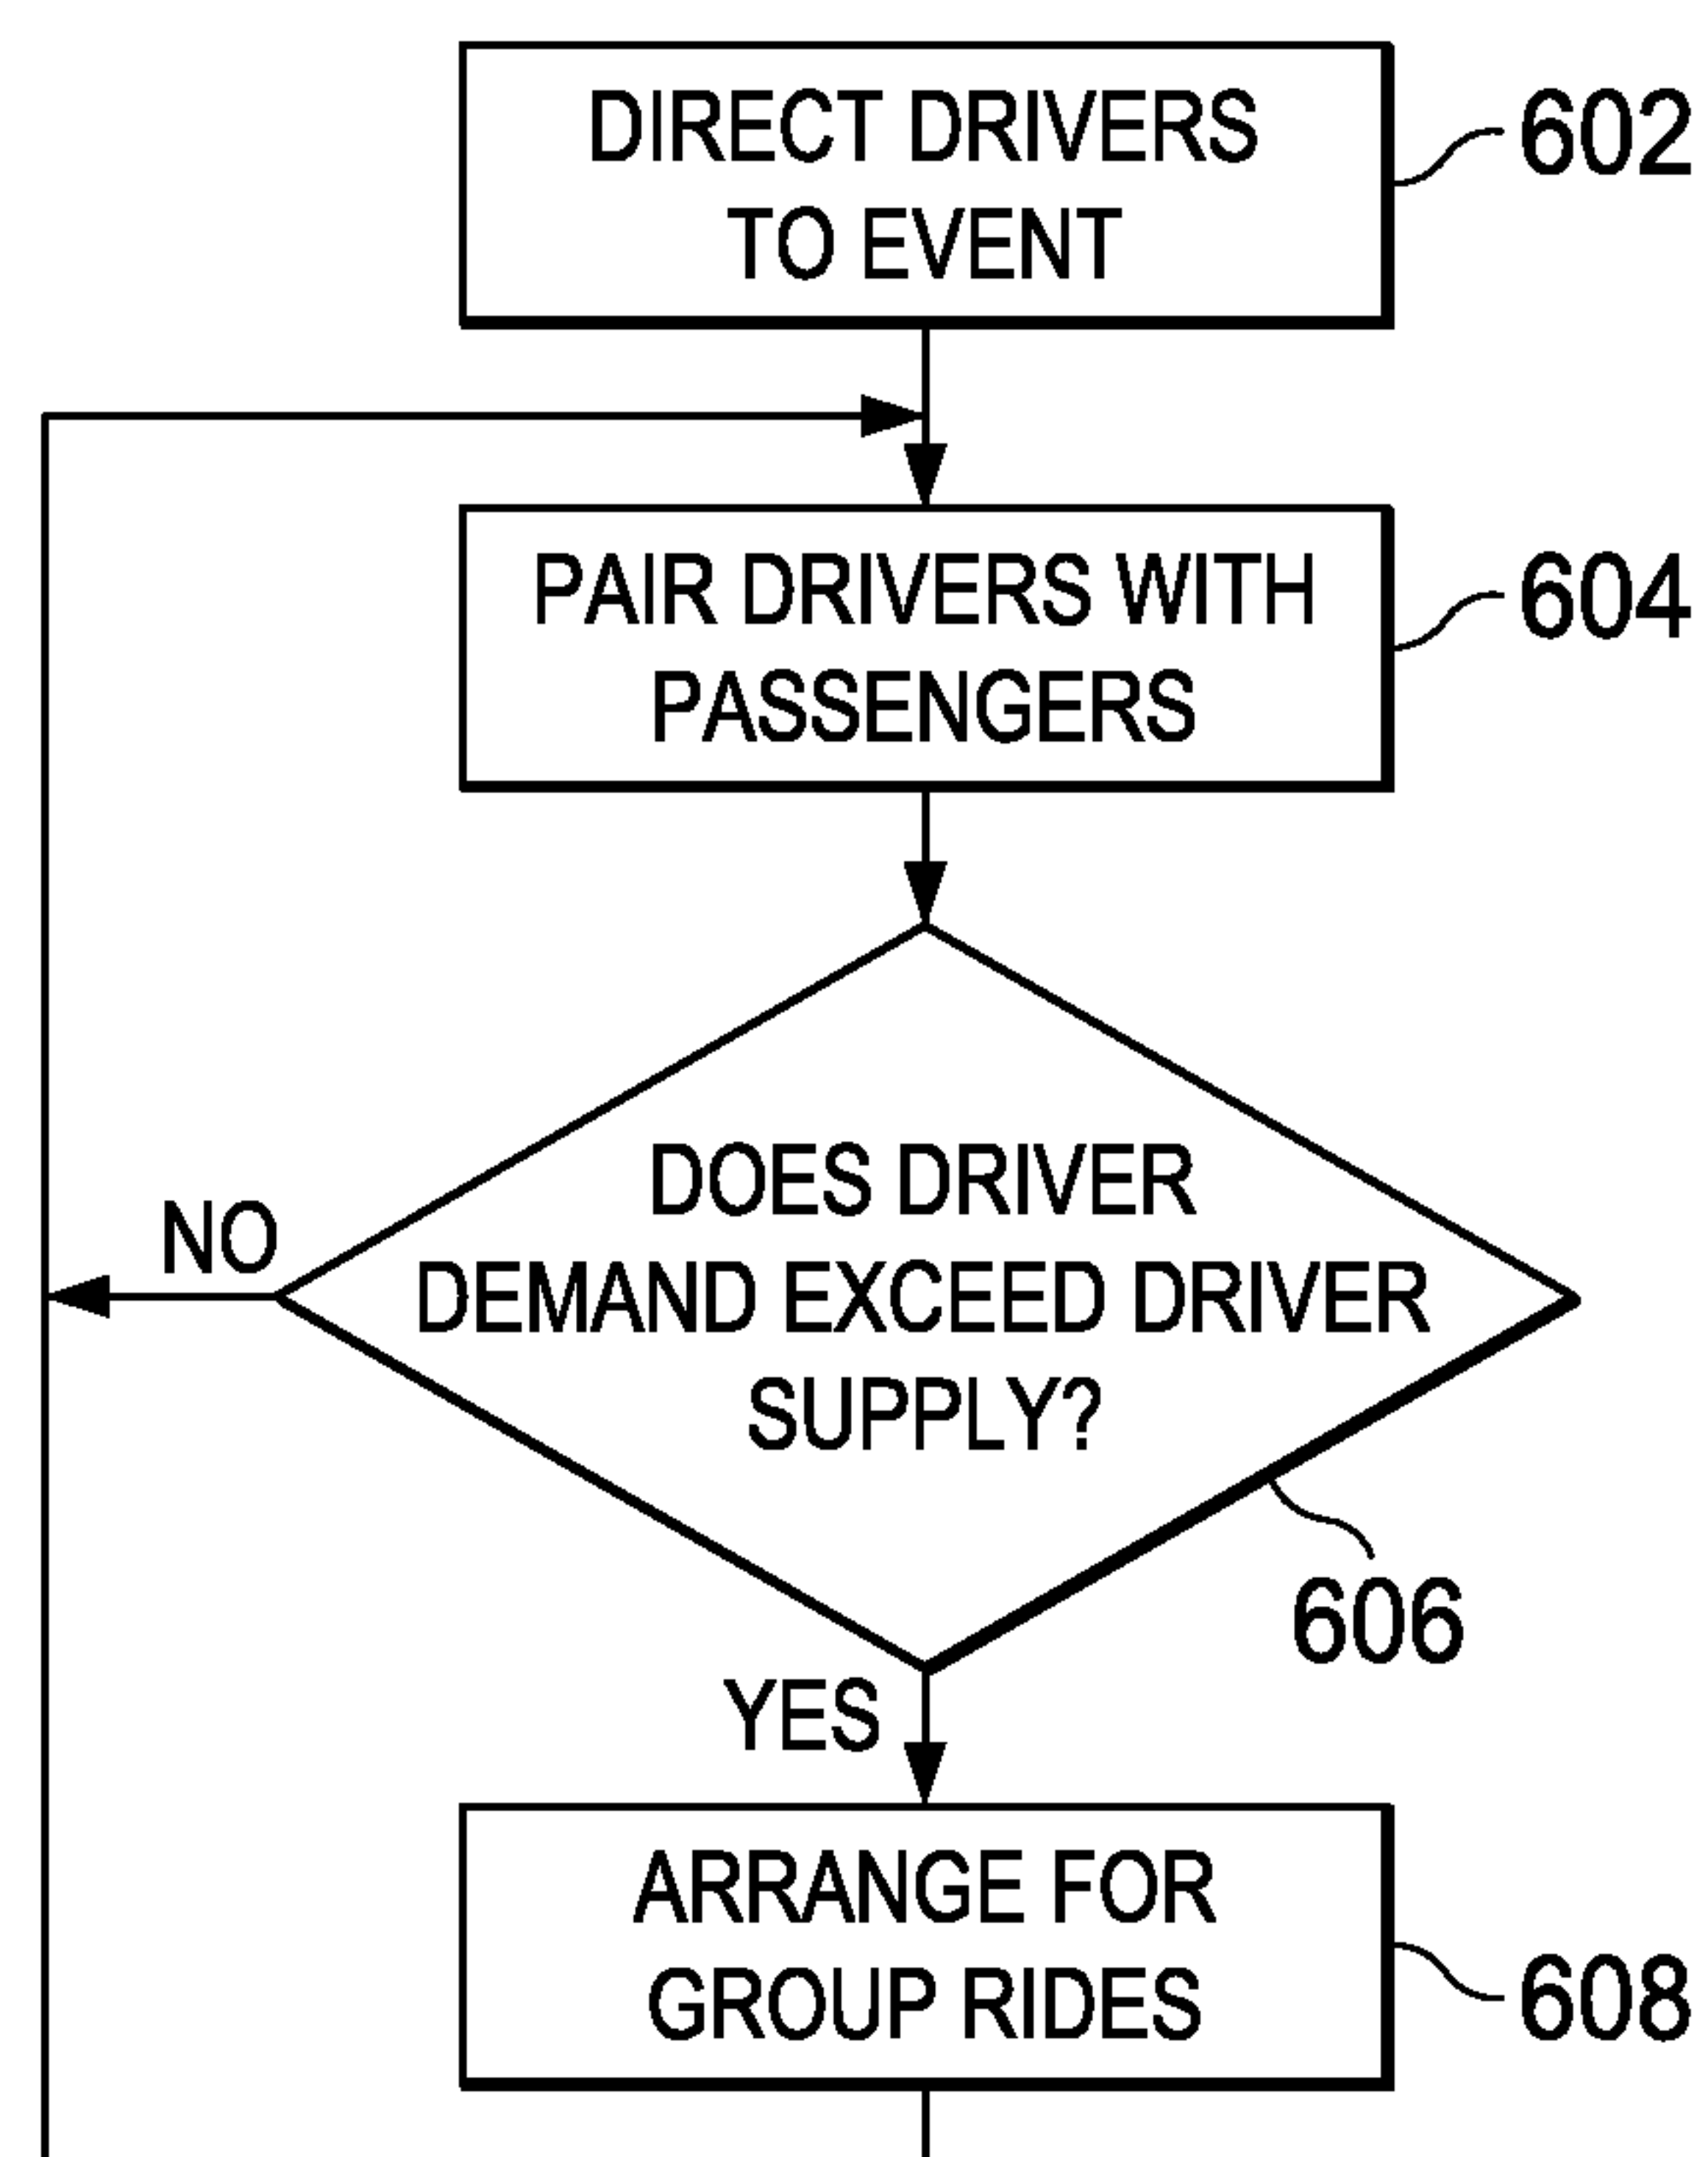 DIRECT DRIVERS
TO EVENT
602
PAIR DRIVERS WITH
PASSENGERS
604
DOES DRIVER
DEMAND EXCEED DRIVER
SUPPLY?
NO
606
YES
ARRANGE FOR
GROUP RIDES
608